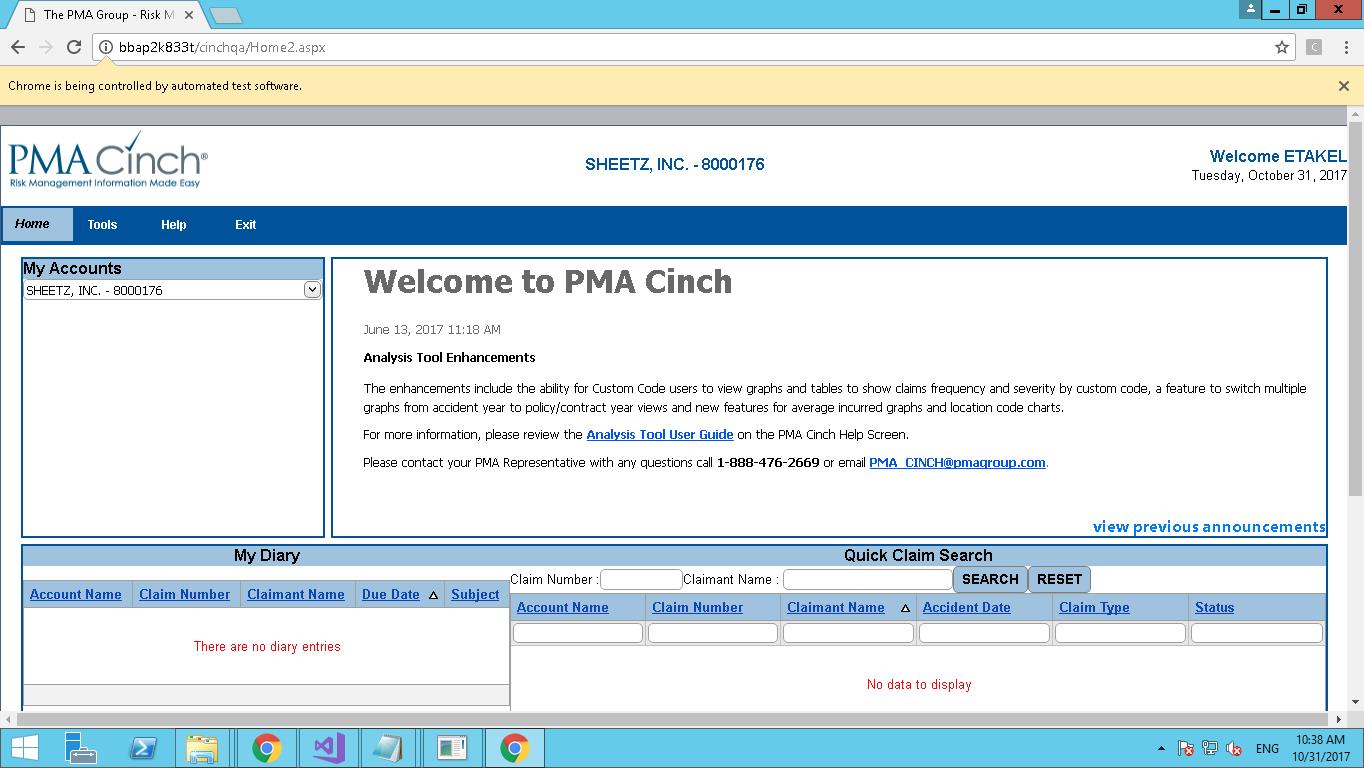 The PMA Group - Risk M
bbap2k833t/cinchqa/Home2.aspx
C
Chrome is being controlled by automated test software.
PMA Cinch®
Risk Management Information Made Easy
SHEETZ, INC. - 8000176
Welcome ETAKEL
Tuesday, October 31, 2017
Home Tools Help Exit
My Accounts
SHEETZ, INC. - 8000176
Welcome to PMA Cinch
June 13, 2017 11:18 AM
Analysis Tool Enhancements
The enhancements include the ability for Custom Code users to view graphs and tables to show claims frequency and severity by custom code, a feature to switch multiple
graphs from accident year to policy/contract year views and new features for average incurred graphs and location code charts.
For more information, please review the Analysis Tool User Guide on the PMA Cinch Help Screen.
Please contact your PMA Representative with any questions call 1-888-476-2669 or email PMA_CINCH@pmagroup.com.
view previous announcements
My Diary
Account Name Claim Number Claimant Name Due Date Subject
There are no diary entries
Quick Claim Search
Claim Number : Claimant Name : SEARCH RESET
Account Name Claim Number Claimant Name Accident Date Claim Type Status
No data to display
ENG
10:38 AM
10/31/2017